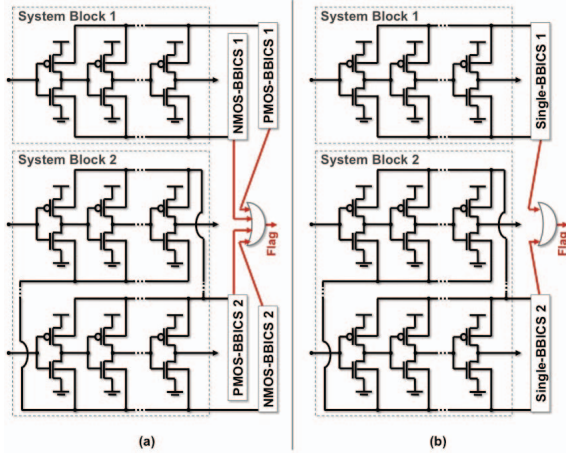 System Block 1
NMOS-BBICS 1
PMOS-BBICS 1
System Block 2
Flag
PMOS-BBICS 2
NMOS-BBICS 2
(a)
System Block 1
Single-BBICS 1
System Block 2
Flag
Single-BBICS 2
(b)